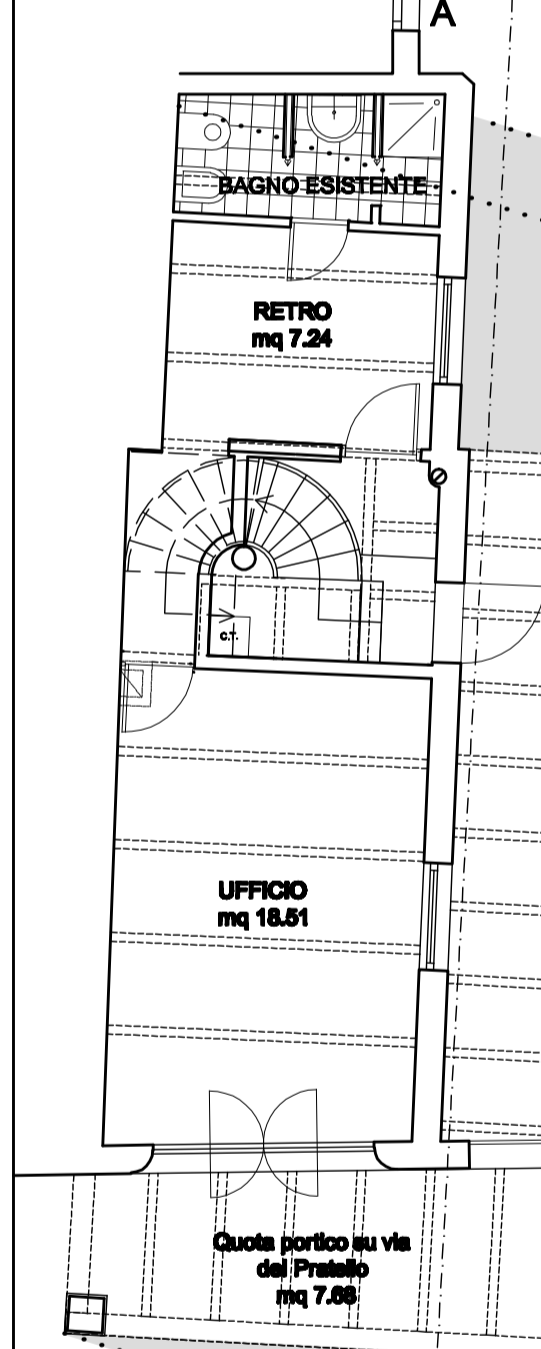 A
BAGNO ESISTENTE
RETRO
mq 7.24
C.T.
UFFICIO
mq 18.51
Quota portico su via
del Pratello
mq 7.68